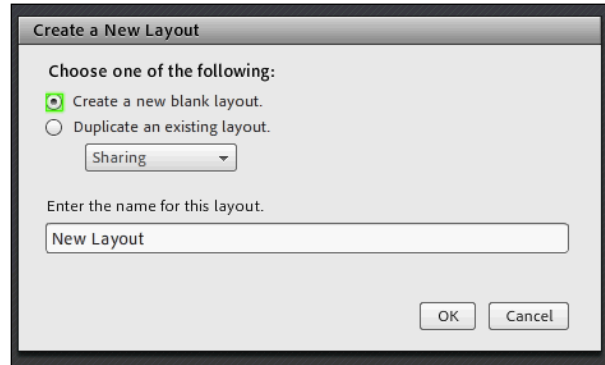 Create a New Layout
Choose one of the following:
Create a new blank layout.
Duplicate an existing layout.
Sharing
Enter the name for this layout.
New Layout
OK Cancel